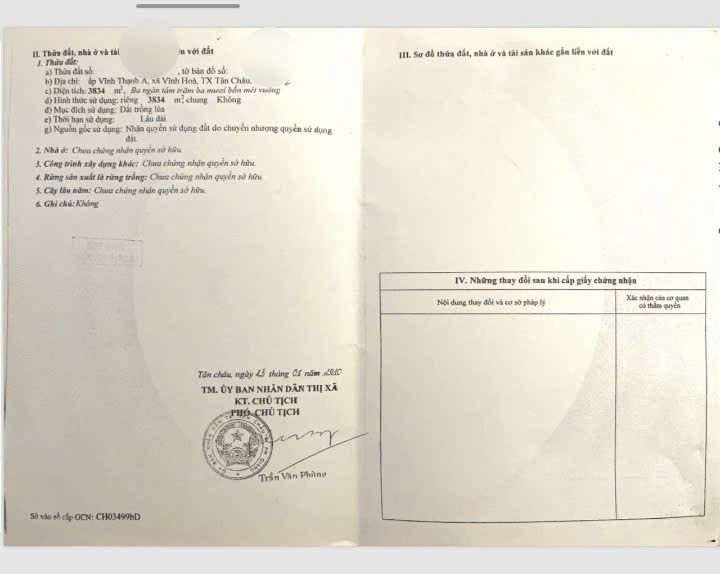 II. Thửa đất, nhà ở và tài ền với đất
1. Thửa đất:
a) Thửa đất số: , tờ bản đồ số:
b) Địa chỉ: ấp Vĩnh Thạnh A, xã Vĩnh Hoà, TX Tân Châu,
c) Diện tích: 3834 m², Ba ngàn tám trăm ba mươi bốn mét vuông
d) Hình thức sử dụng: riêng 3834 m², chung Không
đ) Mục đích sử dụng: Đất trồng lúa
e) Thời hạn sử dụng: Lâu dài
g) Nguồn gốc sử dụng: Nhận quyền sử dụng đất do chuyển nhượng quyền sử dụng
đất.
2. Nhà ở: Chưa chứng nhận quyền sở hữu.
3. Công trình xây dựng khác: Chưa chứng nhận quyền sở hữu.
4. Rừng sản xuất là rừng trồng: Chưa chứng nhận quyền sở hữu.
5. Cây lâu năm: Chưa chứng nhận quyền sở hữu.
6. Ghi chú: Không
Tân châu, ngày tháng 01 năm
TM. ỦY BAN NHÂN DÂN THỊ XÃ
KT. CHỦ TỊCH
PHÓ CHỦ TỊCH
Trần Văn Phùng
Số vào sổ cấp GCN: CH03499bD
III. Sơ đồ thửa đất, nhà ở và tài sản khác gắn liền với đất
IV. Những thay đổi sau khi cấp giấy chứng nhận
Nội dung thay đổi và cơ sở pháp lý
Xác nhận của cơ quan
có thẩm quyền